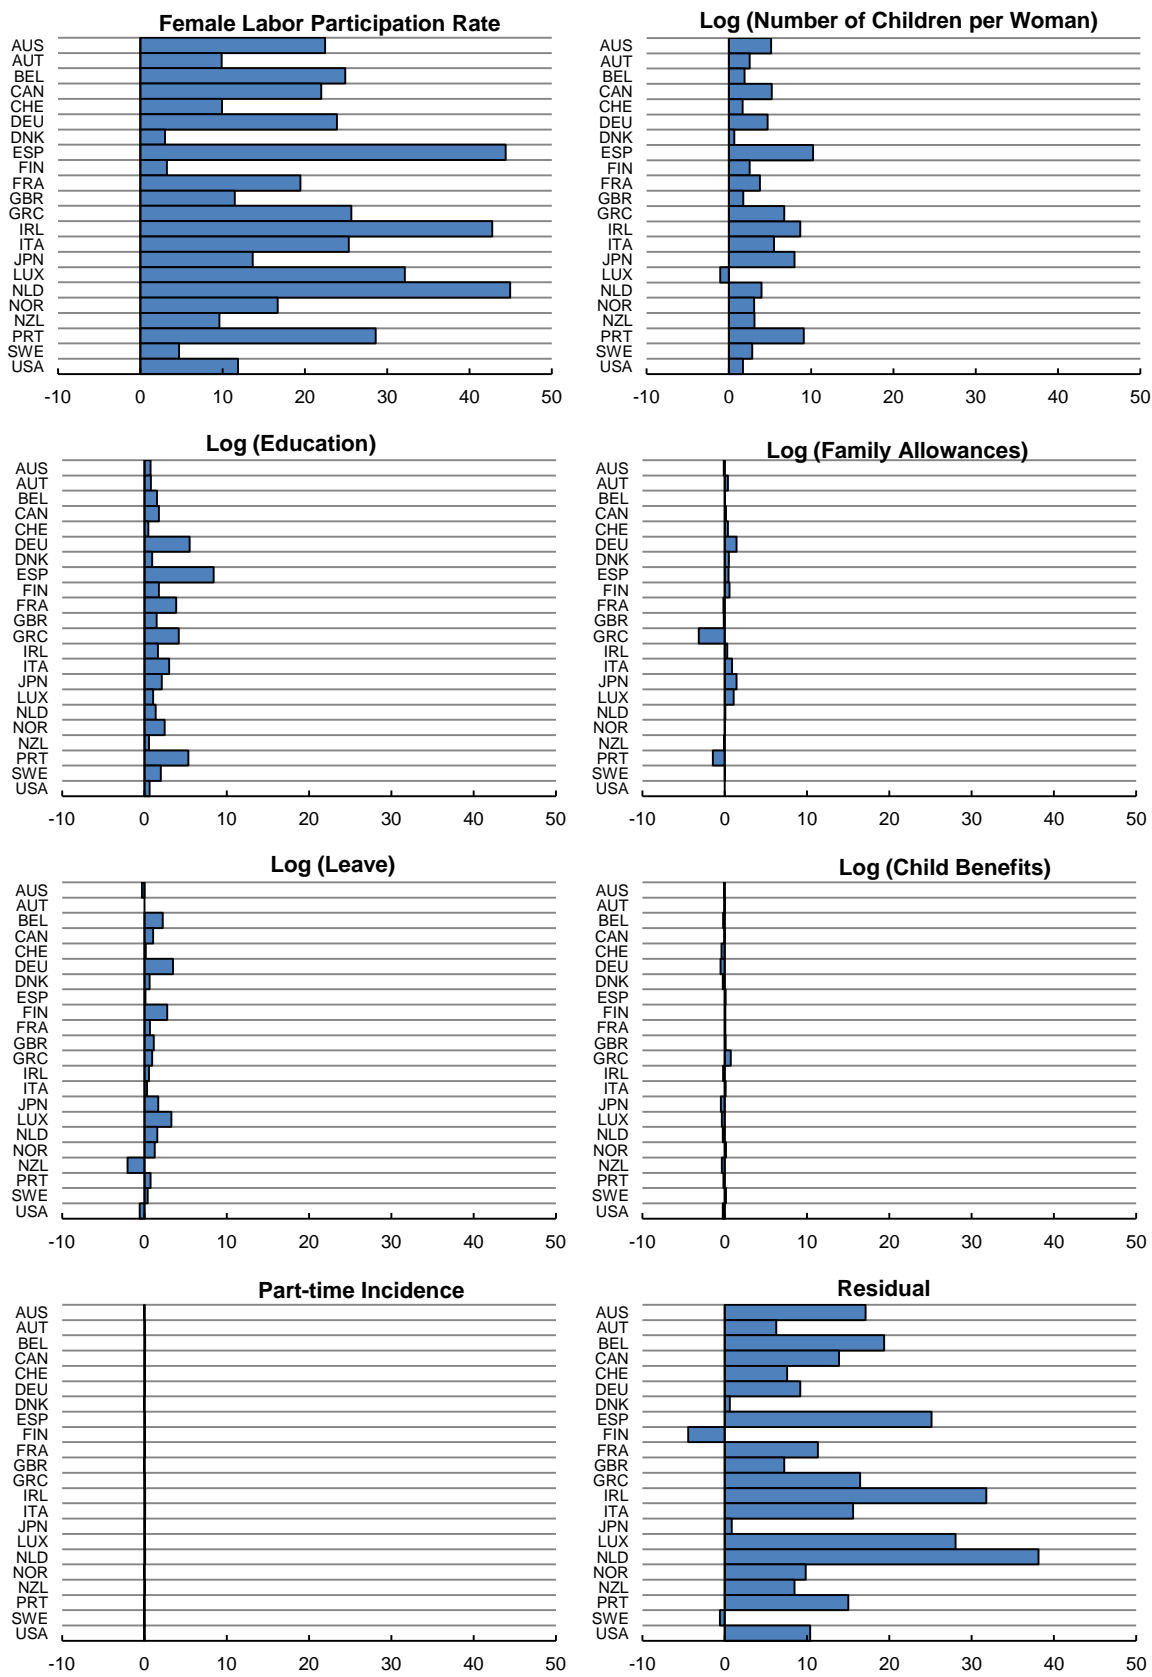 Female Labor Participation Rate
AUS
AUT
BEL
CAN
CHE
DEU
DNK
ESP
FIN
FRA
GBR
GRC
IRL
ITA
JPN
LUX
NLD
NOR
NZL
PRT
SWE
USA
-10 0 10 20 30 40 50
Log (Number of Children per Woman)
AUS
AUT
BEL
CAN
CHE
DEU
DNK
ESP
FIN
FRA
GBR
GRC
IRL
ITA
JPN
LUX
NLD
NOR
NZL
PRT
SWE
USA
-10 0 10 20 30 40 50
Log (Education)
AUS
AUT
BEL
CAN
CHE
DEU
DNK
ESP
FIN
FRA
GBR
GRC
IRL
ITA
JPN
LUX
NLD
NOR
NZL
PRT
SWE
USA
-10 0 10 20 30 40 50
Log (Family Allowances)
AUS
AUT
BEL
CAN
CHE
DEU
DNK
ESP
FIN
FRA
GBR
GRC
IRL
ITA
JPN
LUX
NLD
NOR
NZL
PRT
SWE
USA
-10 0 10 20 30 40 50
Log (Leave)
AUS
AUT
BEL
CAN
CHE
DEU
DNK
ESP
FIN
FRA
GBR
GRC
IRL
ITA
JPN
LUX
NLD
NOR
NZL
PRT
SWE
USA
-10 0 10 20 30 40 50
Log (Child Benefits)
AUS
AUT
BEL
CAN
CHE
DEU
DNK
ESP
FIN
FRA
GBR
GRC
IRL
ITA
JPN
LUX
NLD
NOR
NZL
PRT
SWE
USA
-10 0 10 20 30 40 50
Part-time Incidence
AUS
AUT
BEL
CAN
CHE
DEU
DNK
ESP
FIN
FRA
GBR
GRC
IRL
ITA
JPN
LUX
NLD
NOR
NZL
PRT
SWE
USA
-10 0 10 20 30 40 50
Residual
AUS
AUT
BEL
CAN
CHE
DEU
DNK
ESP
FIN
FRA
GBR
GRC
IRL
ITA
JPN
LUX
NLD
NOR
NZL
PRT
SWE
USA
-10 0 10 20 30 40 50